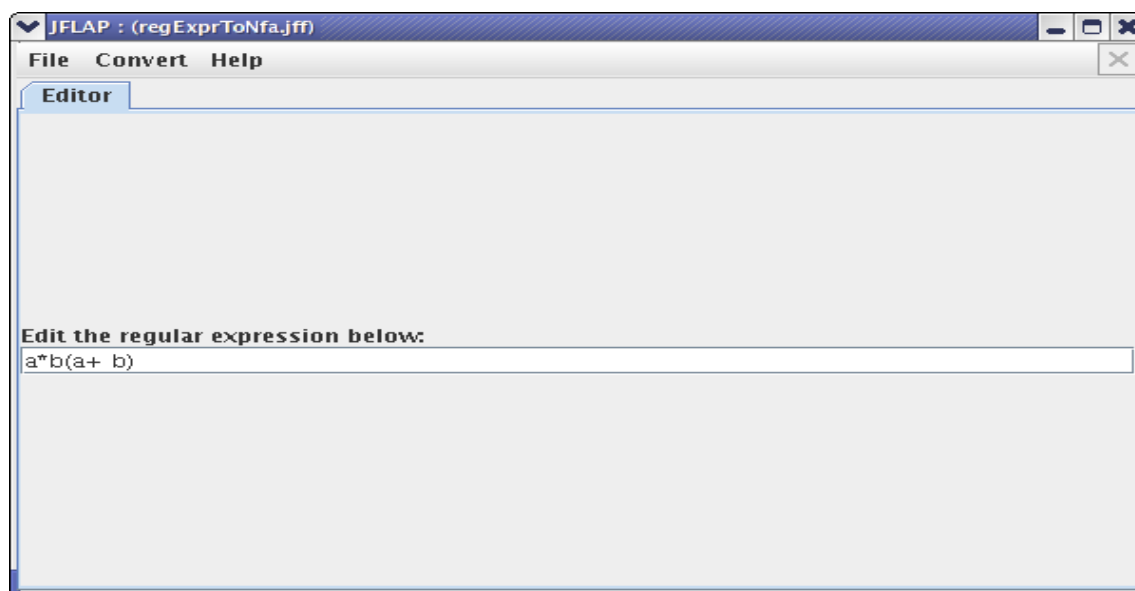 JFLAP : (regExprToNfa.jff)
File Convert Help
Editor
Edit the regular expression below:
a*b(a+ b)